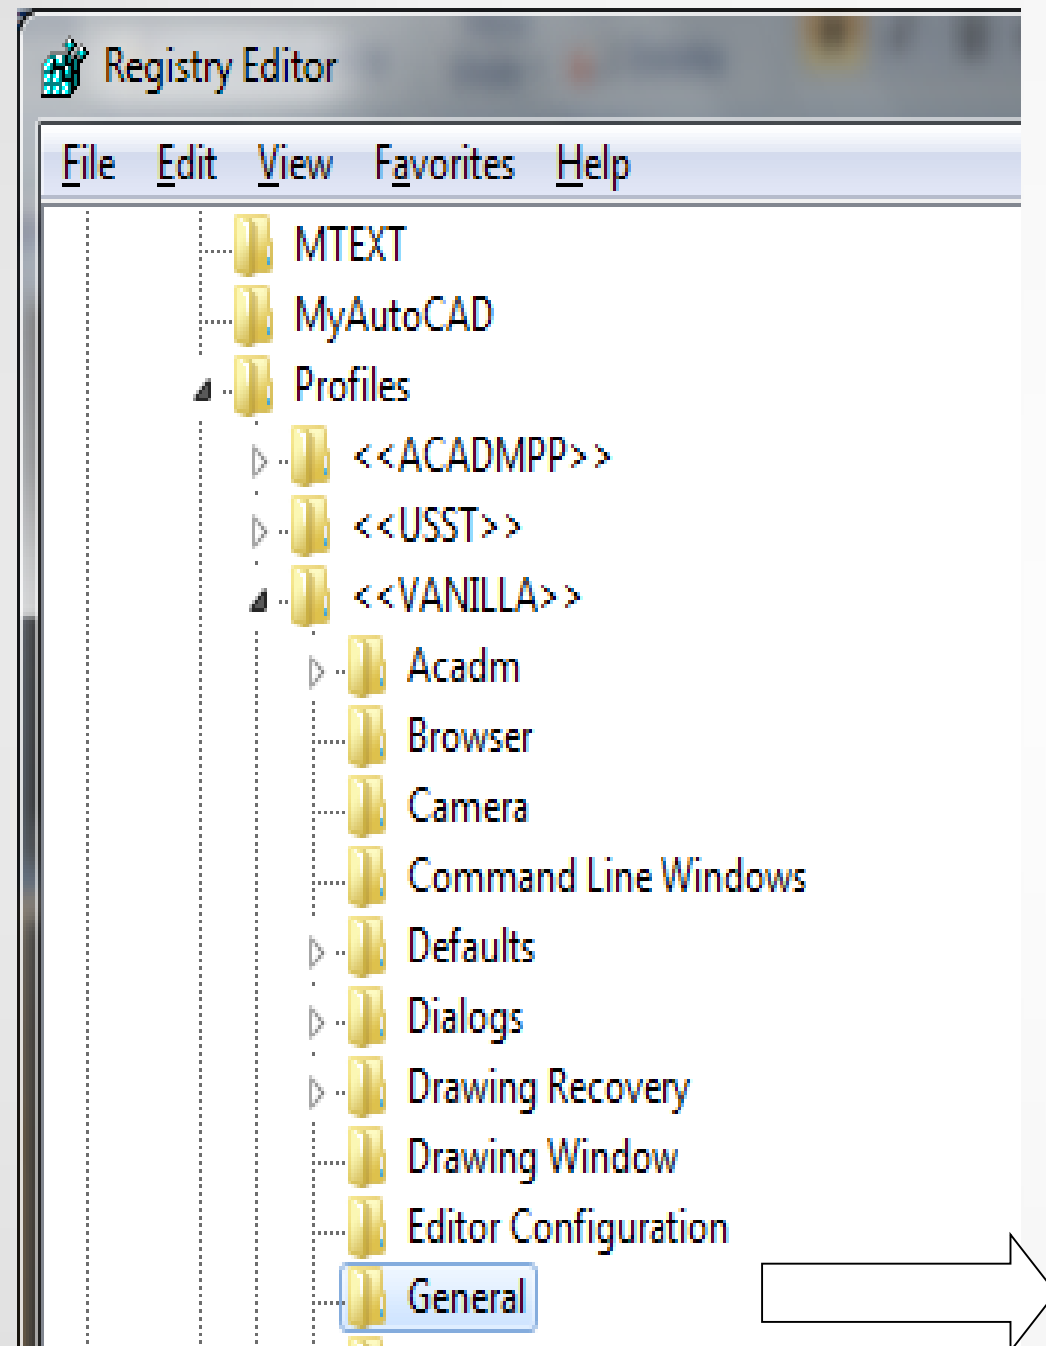 Registry Editor
File Edit View Favorites Help
MTEXT
MyAutoCAD
Profiles
<<ACADMPP>>
<<USST>>
<<VANILLA>>
Acadm
Browser
Camera
Command Line Windows
Defaults
Dialogs
Drawing Recovery
Drawing Window
Editor Configuration
General